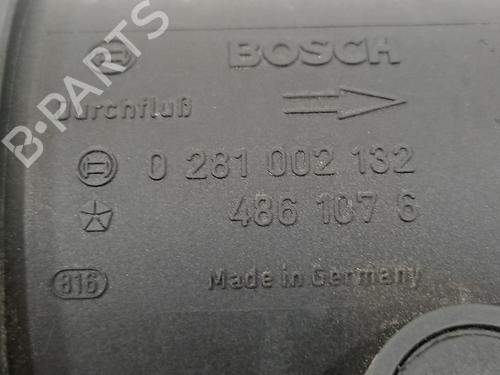 BOSCH
Durchfluß
0 281 002 132
486 107 6
816
Made in Germany
B-PARTS